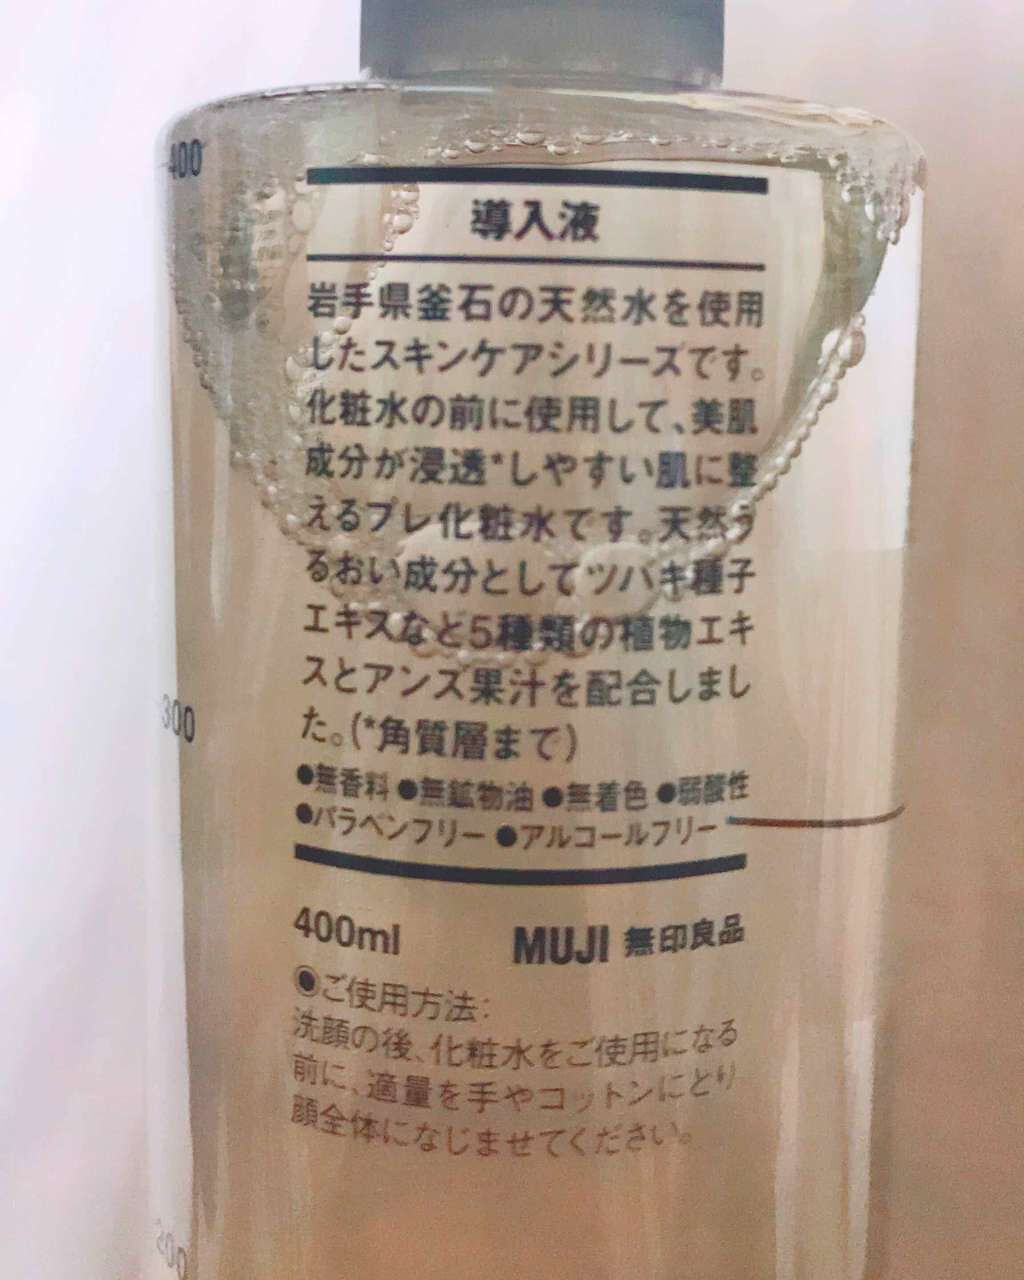 400
導入液
岩手県釜石の天然水を使用
したスキンケアシリーズです。
化粧水の前に使用して、美肌
成分が浸透*しやすい肌に整
えるプレ化粧水です。天然う
るおい成分としてツバキ種子
エキスなど5種類の植物エキ
スとアンズ果汁を配合しまし
た。(*角質層まで)
●無香料 ●無鉱物油 ●無着色 ●弱酸性
●パラベンフリー ●アルコールフリー
300
400ml MUJI 無印良品
◉ご使用方法：
洗顔の後、化粧水をご使用になる
前に、適量を手やコットンにとり
顔全体になじませてください。
200